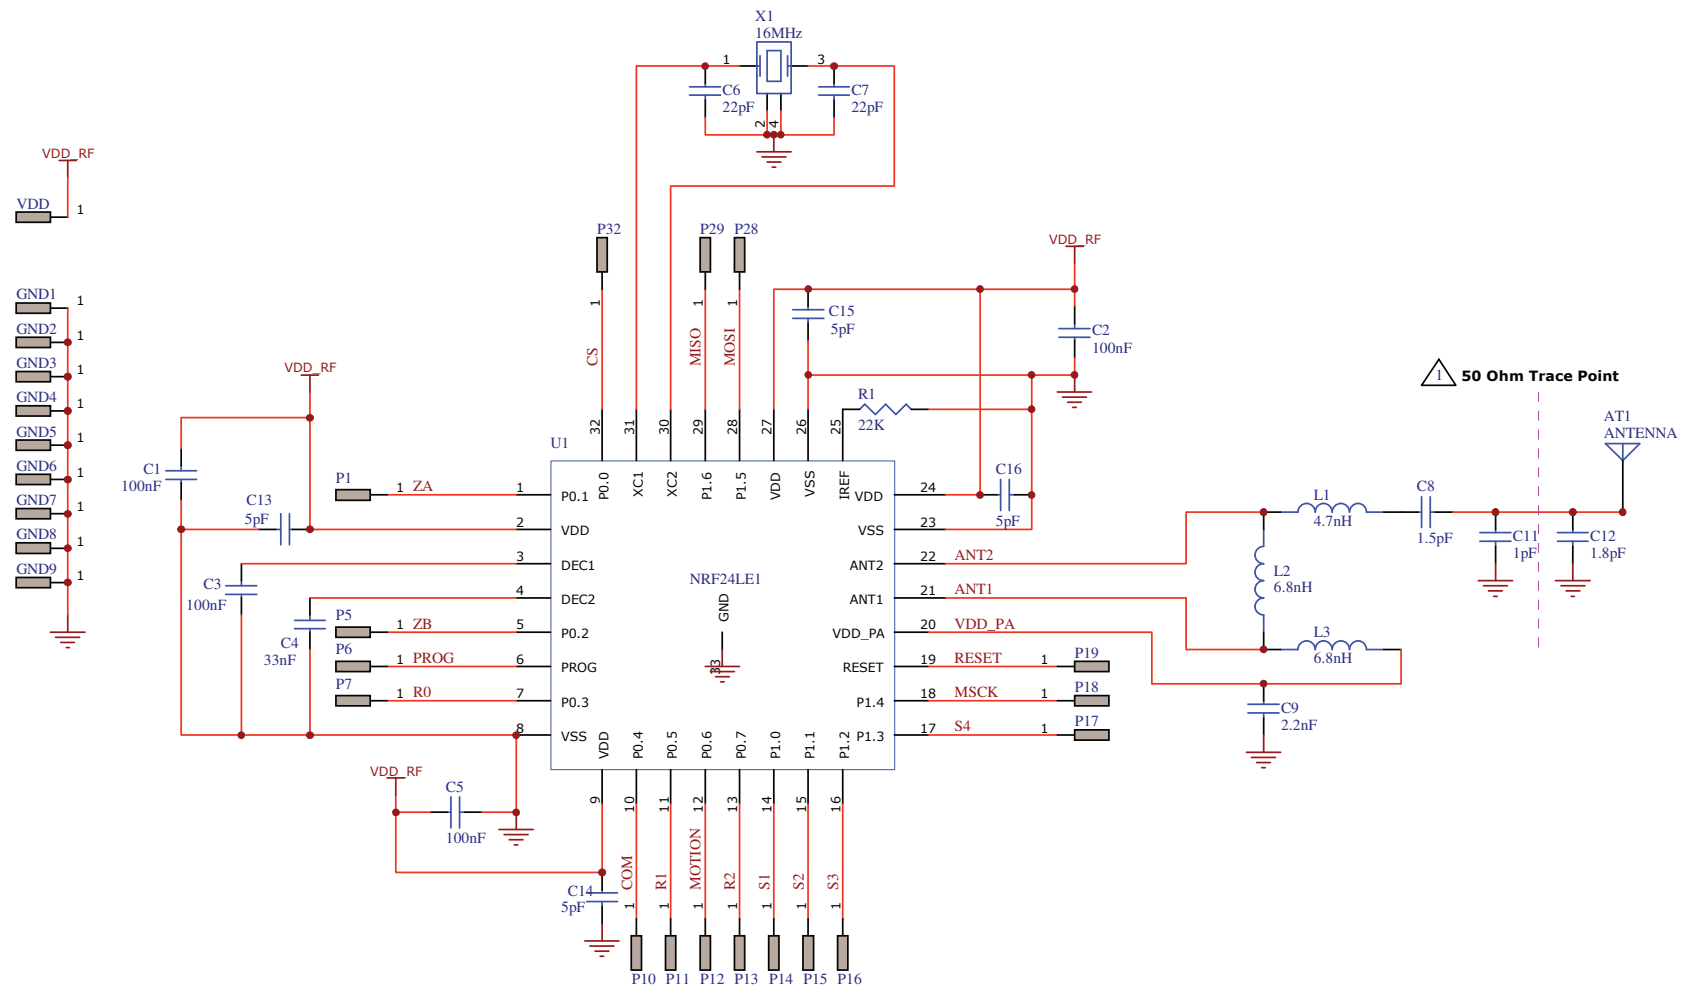 X1
16MHz
1
3
C6
22pF
C7
22pF
2
4
VDD_RF
VDD
1
GND1
1
GND2
1
GND3
1
GND4
1
GND5
1
GND6
1
GND7
1
GND8
1
GND9
1
P32
P29
P28
1
1
1
CS
MISO
MOSI
VDD_RF
C15
5pF
C2
100nF
VDD_RF
R1
22K
1
50 Ohm Trace Point
AT1
ANTENNA
U1
32
31
30
29
28
27
26
25
P0.0
XC1
XC2
P1.6
P1.5
VDD
VSS
IREF
C1
100nF
C13
5pF
C3
100nF
C4
33nF
P1
1
ZA
1
P0.1
2
VDD
3
DEC1
4
DEC2
P5
1
ZB
5
P0.2
P6
1
PROG
6
PROG
P7
1
R0
7
P0.3
8
VSS
NRF24LE1
GND
33
VDD
24
C16
5pF
VSS
23
ANT2
22
ANT2
ANT1
21
ANT1
VDD_PA
20
VDD_PA
RESET
19
RESET
1
P19
P1.4
18
MSCK
1
P18
P1.3
17
S4
1
P17
L1
4.7nH
C8
1.5pF
C11
1pF
C12
1.8pF
L2
6.8nH
L3
6.8nH
C9
2.2nF
VDD
P0.4
P0.5
P0.6
P0.7
P1.0
P1.1
P1.2
VDD_RF
C5
100nF
9
10
11
12
13
14
15
16
C14
5pF
COM
R1
MOTION
R2
S1
S2
S3
1
1
1
1
1
1
1
P10
P11
P12
P13
P14
P15
P16